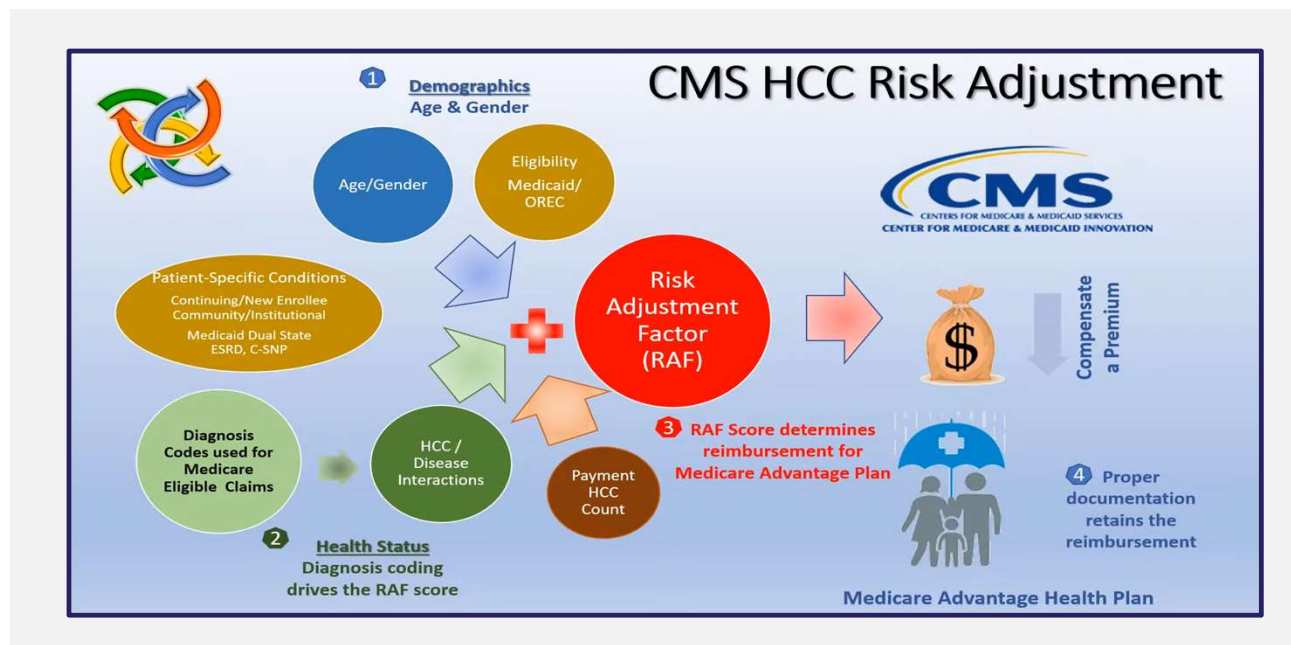 CMS HCC Risk Adjustment
1
Demographics
Age & Gender
Age/Gender
Eligibility
Medicaid/
OREC
CMS
CENTERS FOR MEDICARE & MEDICAID SERVICES
CENTER FOR MEDICARE & MEDICAID INNOVATION
Patient-Specific Conditions
Continuing/New Enrollee
Community/Institutional
Medicaid Dual State
ESRD, C-SNP
Risk
Adjustment
Factor
(RAF)
$
Compensate
a Premium
Diagnosis
Codes used for
Medicare
Eligible Claims
HCC /
Disease
Interactions
Payment
HCC
Count
2
Health Status
Diagnosis coding
drives the RAF score
3 RAF Score determines
reimbursement for
Medicare Advantage Plan
4 Proper
documentation
retains the
reimbursement
Medicare Advantage Health Plan